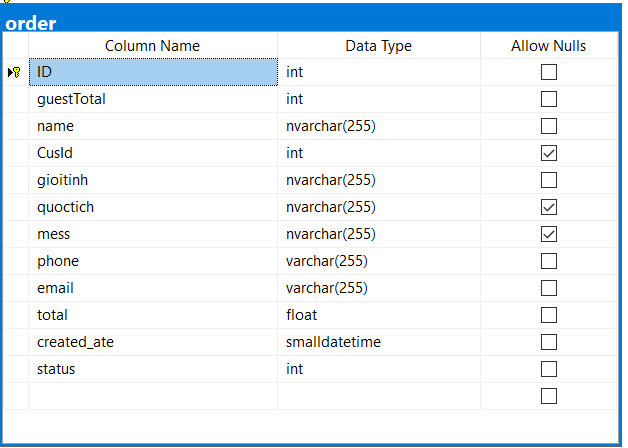 order
Column Name Data Type Allow Nulls
ID int
guestTotal int
name nvarchar(255)
CusId int
gioitinh nvarchar(255)
quoctich nvarchar(255)
mess nvarchar(255)
phone varchar(255)
email varchar(255)
total float
created_ate smalldatetime
status int